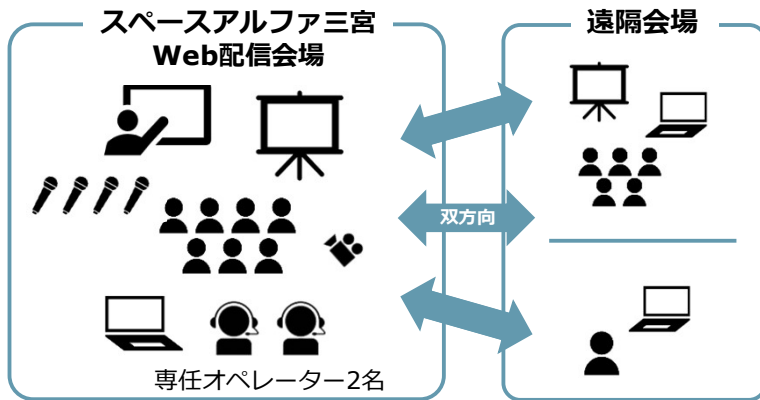 スペースアルファ三宮
Web配信会場
遠隔会場
双方向
専任オペレーター2名